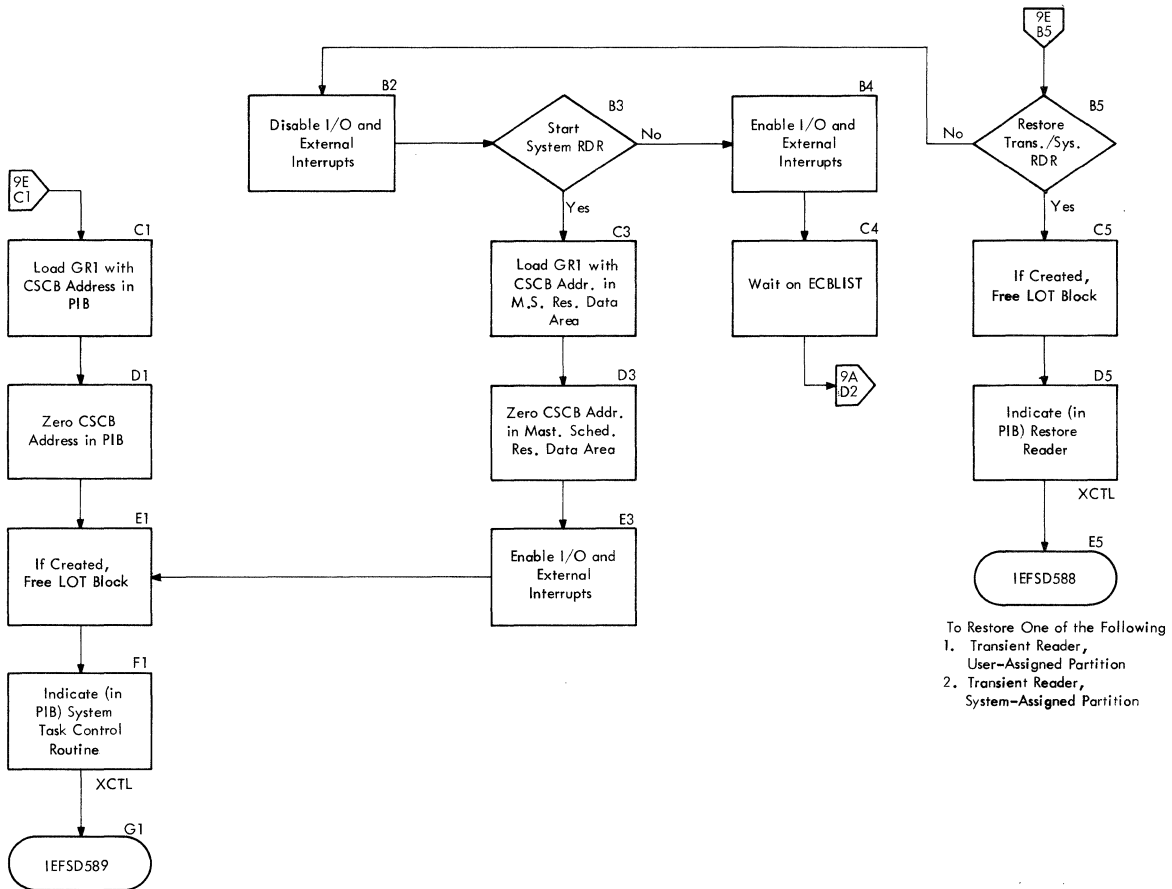 9E
B5
B2
Disable I/O and
External
Interrupts
B3
Start
System RDR
No
Yes
B4
Enable I/O and
External
Interrupts
B5
Restore
Trans./Sys.
RDR
No
Yes
9E
C1
C1
Load GR1 with
CSCB Address in
PIB
C3
Load GR1 with
CSCB Addr. in
M.S. Res. Data
Area
C4
Wait on ECBLIST
C5
If Created,
Free LOT Block
D1
Zero CSCB
Address in PIB
D3
Zero CSCB Addr.
in Mast. Sched.
Res. Data Area
9A
D2
D5
Indicate (in
PIB) Restore
Reader
XCTL
E1
If Created,
Free LOT Block
E3
Enable I/O and
External
Interrupts
E5
IEFSD588
To Restore One of the Following
1. Transient Reader,
User-Assigned Partition
2. Transient Reader,
System-Assigned Partition
F1
Indicate (in
PIB) System
Task Control
Routine
XCTL
G1
IEFSD589